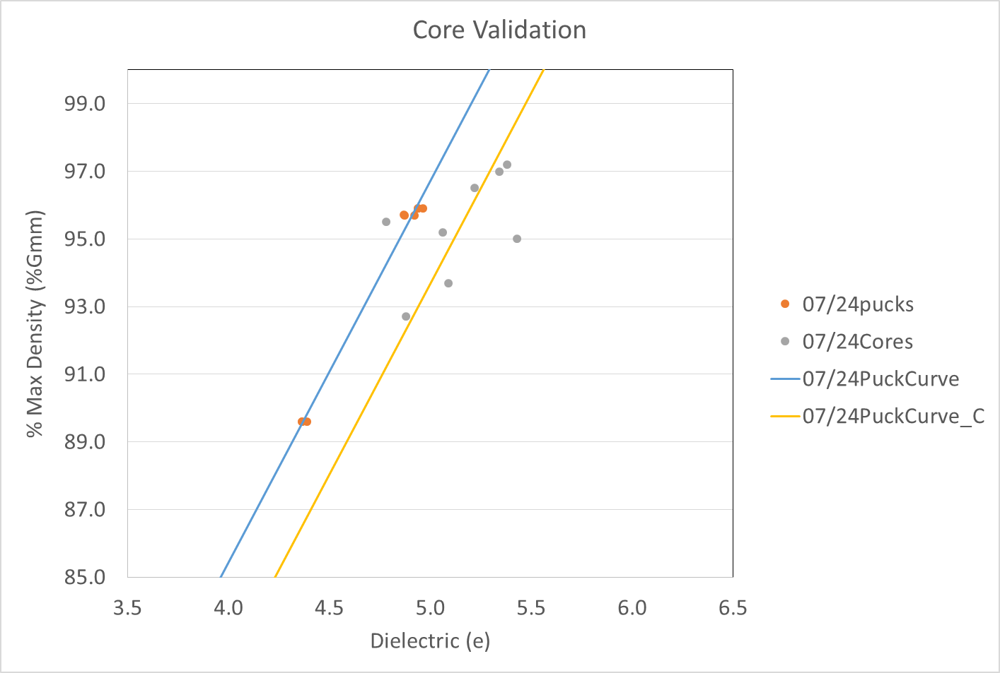 Core Validation
99.0
97.0
95.0
93.0
91.0
89.0
87.0
85.0
% Max Density (%Gmm)
3.5 4.0 4.5 5.0 5.5 6.0 6.5
Dielectric (e)
07/24pucks
07/24Cores
07/24PuckCurve
07/24PuckCurve_C